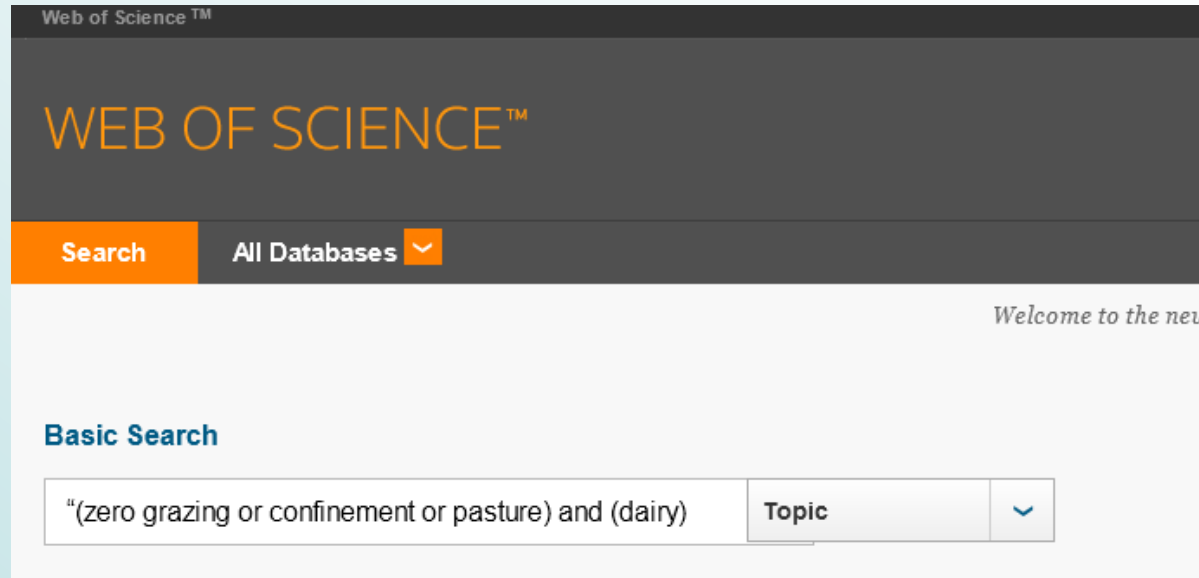 Web of Science ™
WEB OF SCIENCE™
Search All Databases
Welcome to the
Basic Search
“(zero grazing or confinement or pasture) and (dairy) Topic